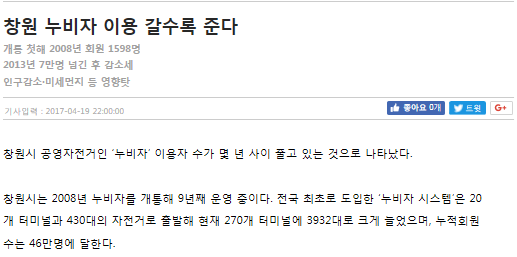 창원 누비자 이용 갈수록 준다
개통 첫해 2008년 회원 1598명
2013년 7만명 넘긴 후 감소세
인구감소·미세먼지 등 영향탓
기사입력 : 2017-04-19 22:00:00
좋아요 0개 트윗 G+
창원시 공영자전거인 '누비자' 이용자 수가 몇 년 사이 풀고 있는 것으로 나타났다.
창원시는 2008년 누비자를 개통해 9년째 운영 중이다. 전국 최초로 도입한 '누비자 시스템'은 20
개 터미널과 430대의 자전거로 출발해 현재 270개 터미널에 3932대로 크게 늘었으며, 누적회원
수는 46만명에 달한다.